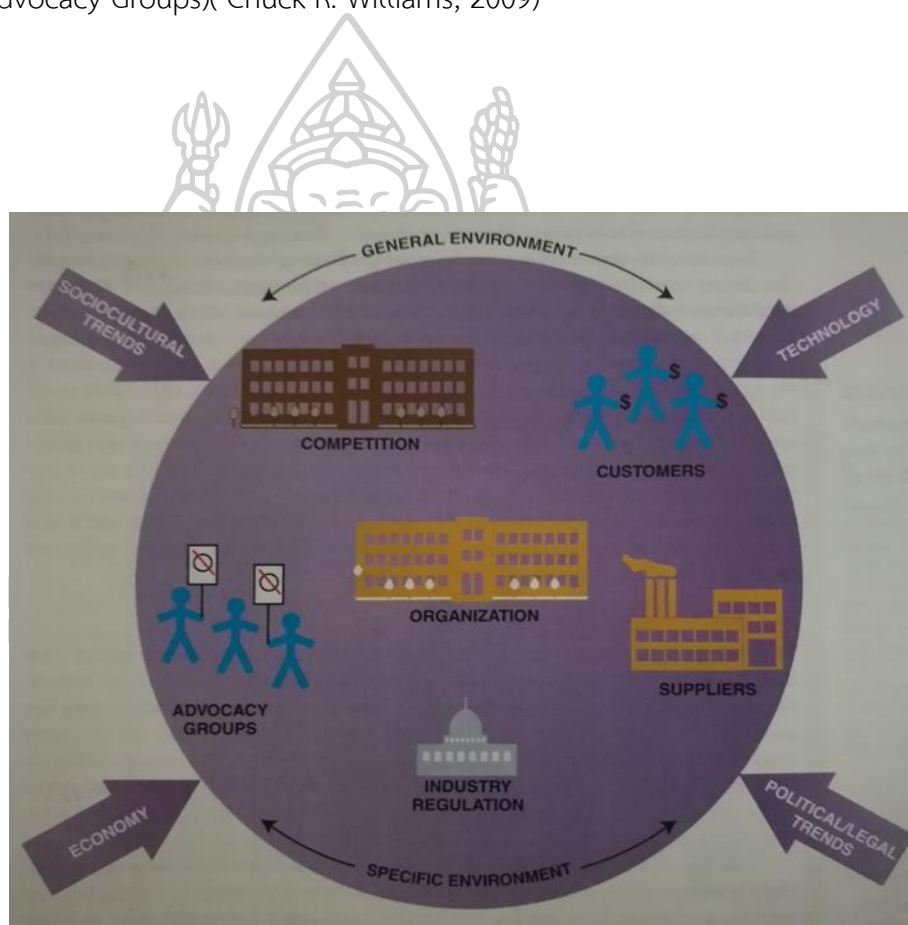 dvocacy Groups)( Chuck R. Williams, 2009)
GENERAL ENVIRONMENT
SOCIOCULTURAL
TRENDS
TECHNOLOGY
COMPETITION
$
$
$
CUSTOMERS
ORGANIZATION
SUPPLIERS
ADVOCACY
GROUPS
INDUSTRY
REGULATION
ECONOMY
POLITICAL/LEGAL
TRENDS
SPECIFIC ENVIRONMENT